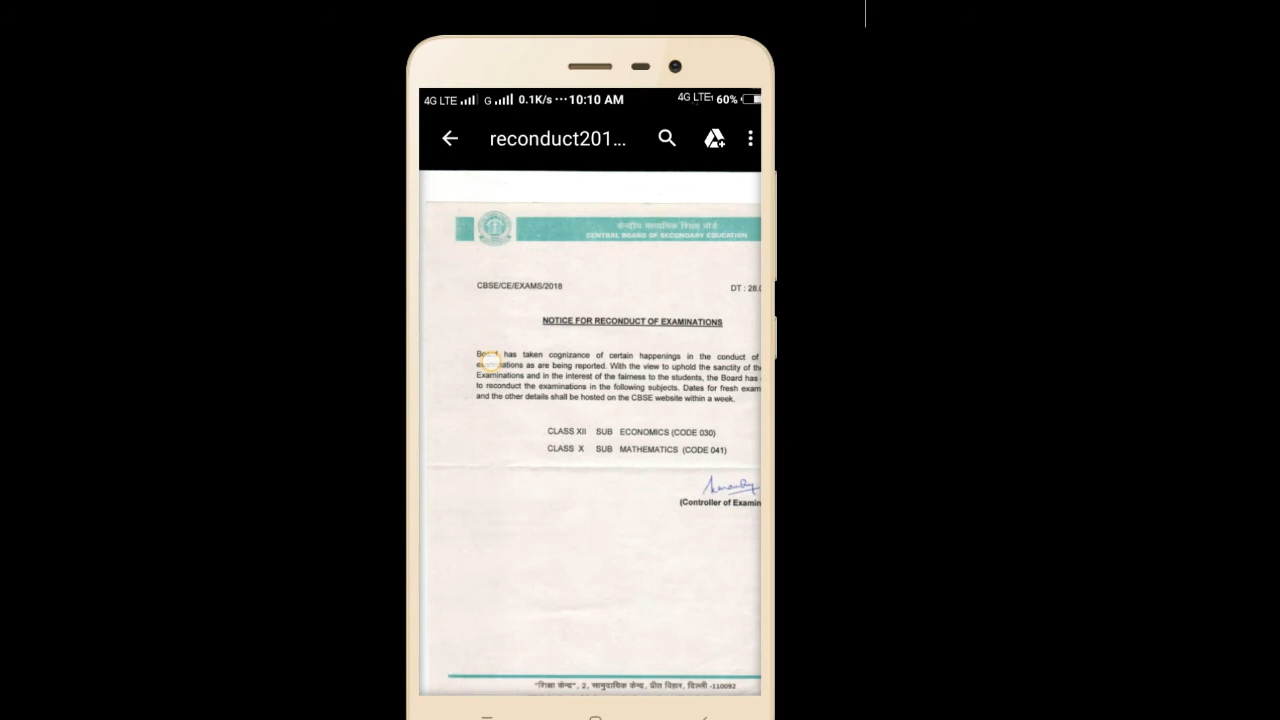 4G LTE G 0.1K/s ··· 10:10 AM 4G LTE 60%
reconduct201...
केन्द्रीय माध्यमिक शिक्षा बोर्ड
CENTRAL BOARD OF SECONDARY EDUCATION
CBSE/CE/EXAMS/2018 DT : 28.
NOTICE FOR RECONDUCT OF EXAMINATIONS
has taken cognizance of certain happenings in the conduct of
as are being reported. With the view to uphold the sanctity of the
Examinations and in the interest of the fairness to the students, the Board has
to reconduct the examinations in the following subjects. Dates for fresh exam
and the other details shall be hosted on the CBSE website within a week.
CLASS XII SUB ECONOMICS (CODE 030)
CLASS X SUB MATHEMATICS (CODE 041)
(Controller of Examin
"शिक्षा केन्द्र", 2, सामुदायिक केन्द्र, प्रीत विहार, दिल्ली -110092